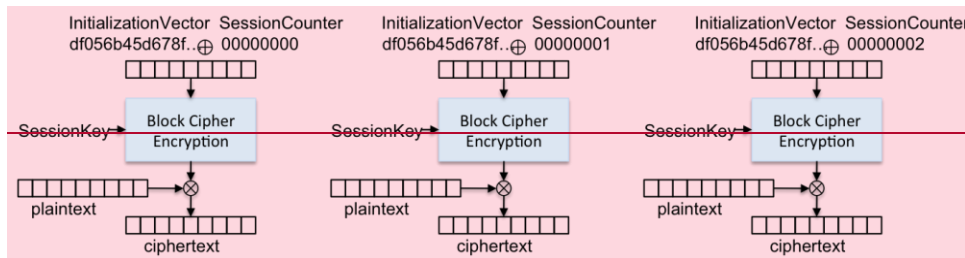 InitializationVector SessionCounter
df056b45d678f..⊕ 00000000
SessionKey
Block Cipher
Encryption
plaintext
ciphertext
InitializationVector SessionCounter
df056b45d678f..⊕ 00000001
SessionKey
Block Cipher
Encryption
plaintext
ciphertext
InitializationVector SessionCounter
df056b45d678f..⊕ 00000002
SessionKey
Block Cipher
Encryption
plaintext
ciphertext